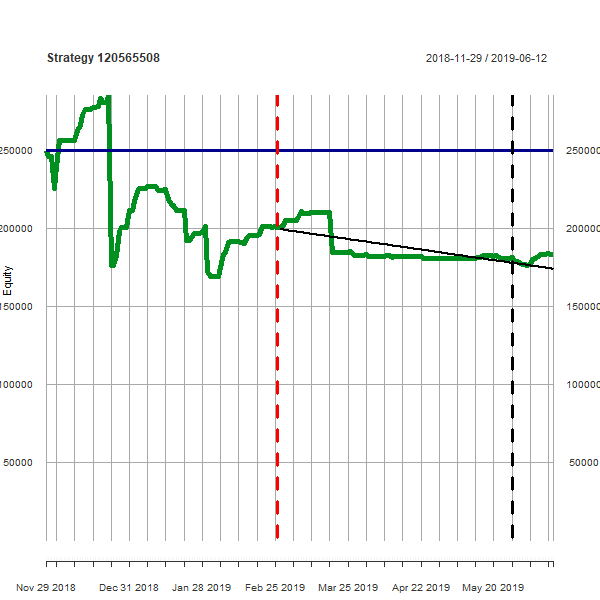 Strategy 120565508
2018-11-29 / 2019-06-12
250000 250000
200000 200000
Equity
150000 150000
100000 100000
50000 50000
Nov 29 2018 Dec 31 2018 Jan 28 2019 Feb 25 2019 Mar 25 2019 Apr 22 2019 May 20 2019